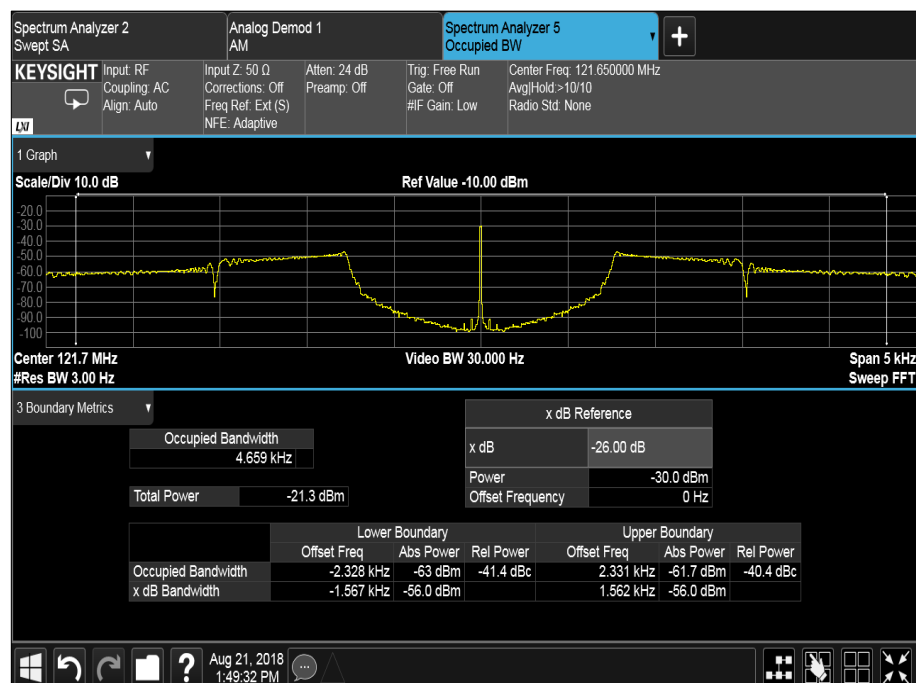 Spectrum Analyzer 2 Analog Demod 1 Spectrum Analyzer 5
Swept SA AM Occupied BW
+
KEYSIGHT Input: RF Input Z: 50 Ω Atten: 24 dB Trig: Free Run Center Freq: 121.650000 MHz
Coupling: AC Corrections: Off Preamp: Off Gate: Off Avg|Hold:>10/10
Align: Auto Freq Ref: Ext (S) #IF Gain: Low Radio Std: None
LXI NFE: Adaptive
1 Graph
Scale/Div 10.0 dB Ref Value -10.00 dBm
-20.0
-30.0
-40.0
-50.0
-60.0
-70.0
-80.0
-90.0
-100
Center 121.7 MHz Video BW 30.000 Hz Span 5 kHz
#Res BW 3.00 Hz Sweep FFT
3 Boundary Metrics
x dB Reference
Occupied Bandwidth
4.659 kHz
x dB -26.00 dB
Power -30.0 dBm
Total Power -21.3 dBm Offset Frequency 0 Hz
Lower Boundary Upper Boundary
Offset Freq Abs Power Rel Power Offset Freq Abs Power Rel Power
Occupied Bandwidth -2.328 kHz -63 dBm -41.4 dBc 2.331 kHz -61.7 dBm -40.4 dBc
x dB Bandwidth -1.567 kHz -56.0 dBm 1.562 kHz -56.0 dBm
? Aug 21, 2018
1:49:32 PM